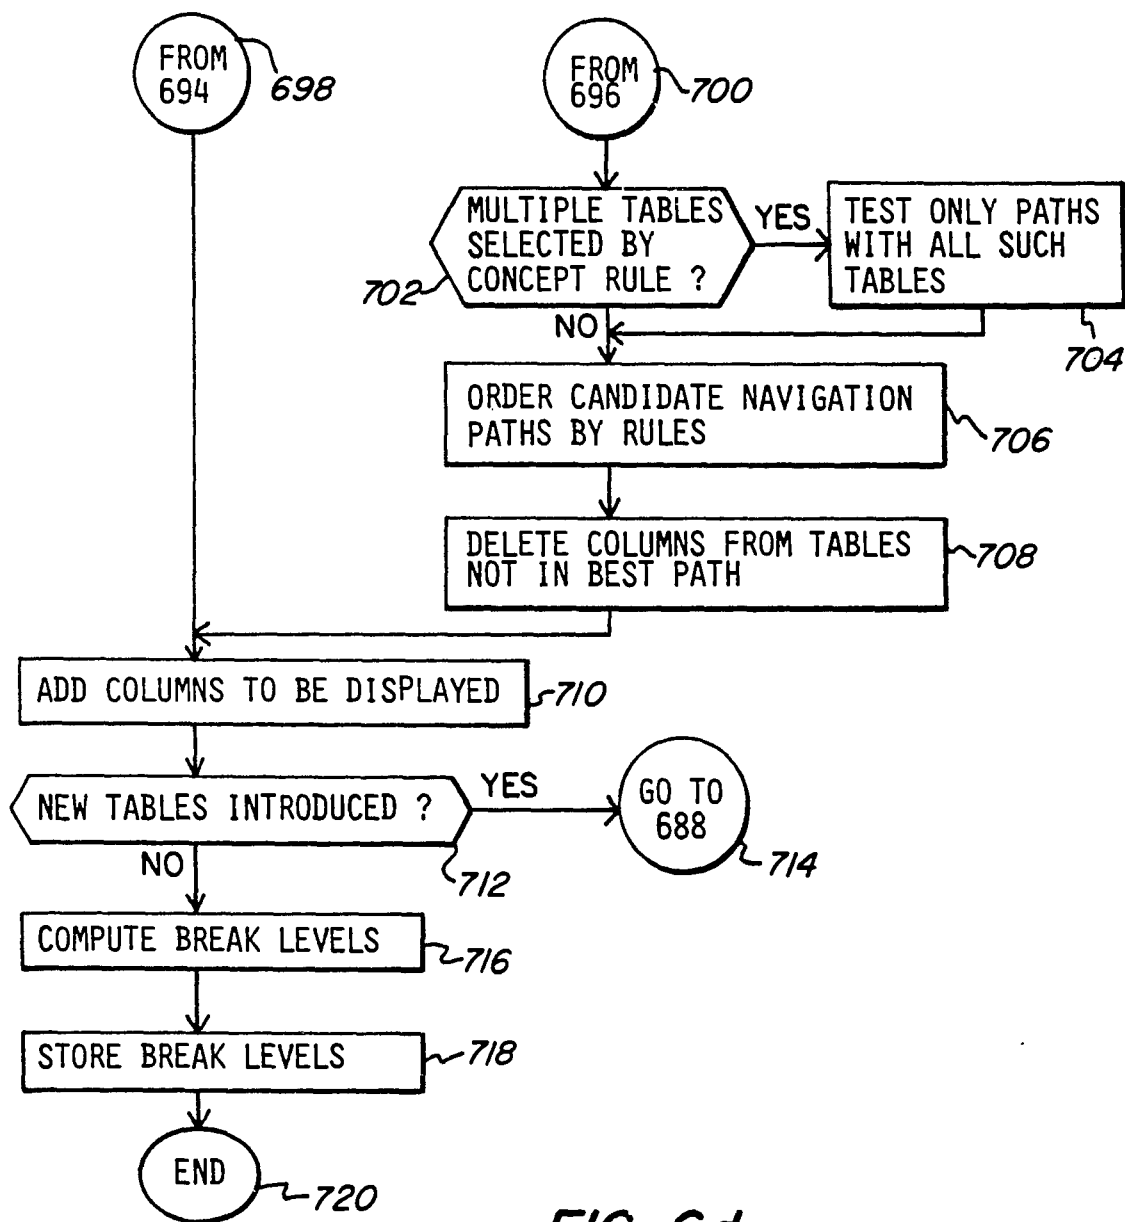 FROM
694
698
FROM
696
700
MULTIPLE TABLES
SELECTED BY
CONCEPT RULE ?
702
YES
TEST ONLY PATHS
WITH ALL SUCH
TABLES
704
NO
ORDER CANDIDATE NAVIGATION
PATHS BY RULES
706
DELETE COLUMNS FROM TABLES
NOT IN BEST PATH
708
ADD COLUMNS TO BE DISPLAYED
710
NEW TABLES INTRODUCED ?
712
YES
GO TO
688
714
NO
COMPUTE BREAK LEVELS
716
STORE BREAK LEVELS
718
END
720